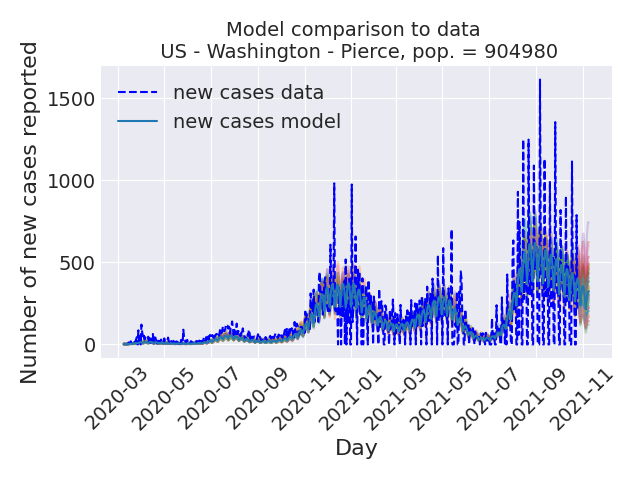 Model comparison to data
US - Washington - Pierce, pop. = 904980
Number of new cases reported
1500
1000
500
0
new cases data
new cases model
2020-03
2020-05
2020-07
2020-09
2020-11
2021-01
2021-03
2021-05
2021-07
2021-09
2021-11
Day